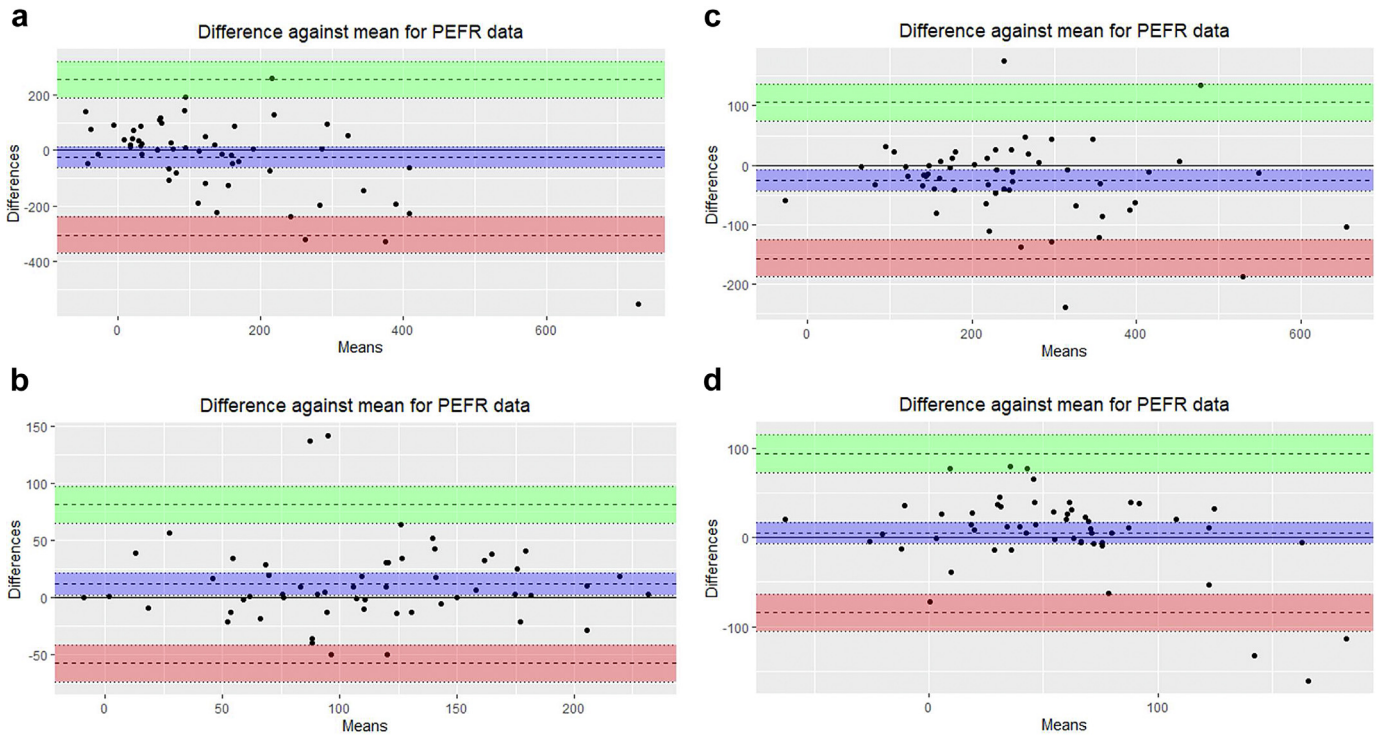 a
Difference against mean for PEFR data
Differences
200
0
-200
-400
0 200 400 600
Means
c
Difference against mean for PEFR data
Differences
100
0
-100
-200
0 200 400 600
Means
b
Difference against mean for PEFR data
Differences
150
100
50
0
-50
0 50 100 150 200
Means
d
Difference against mean for PEFR data
Differences
100
0
-100
0 100
Means